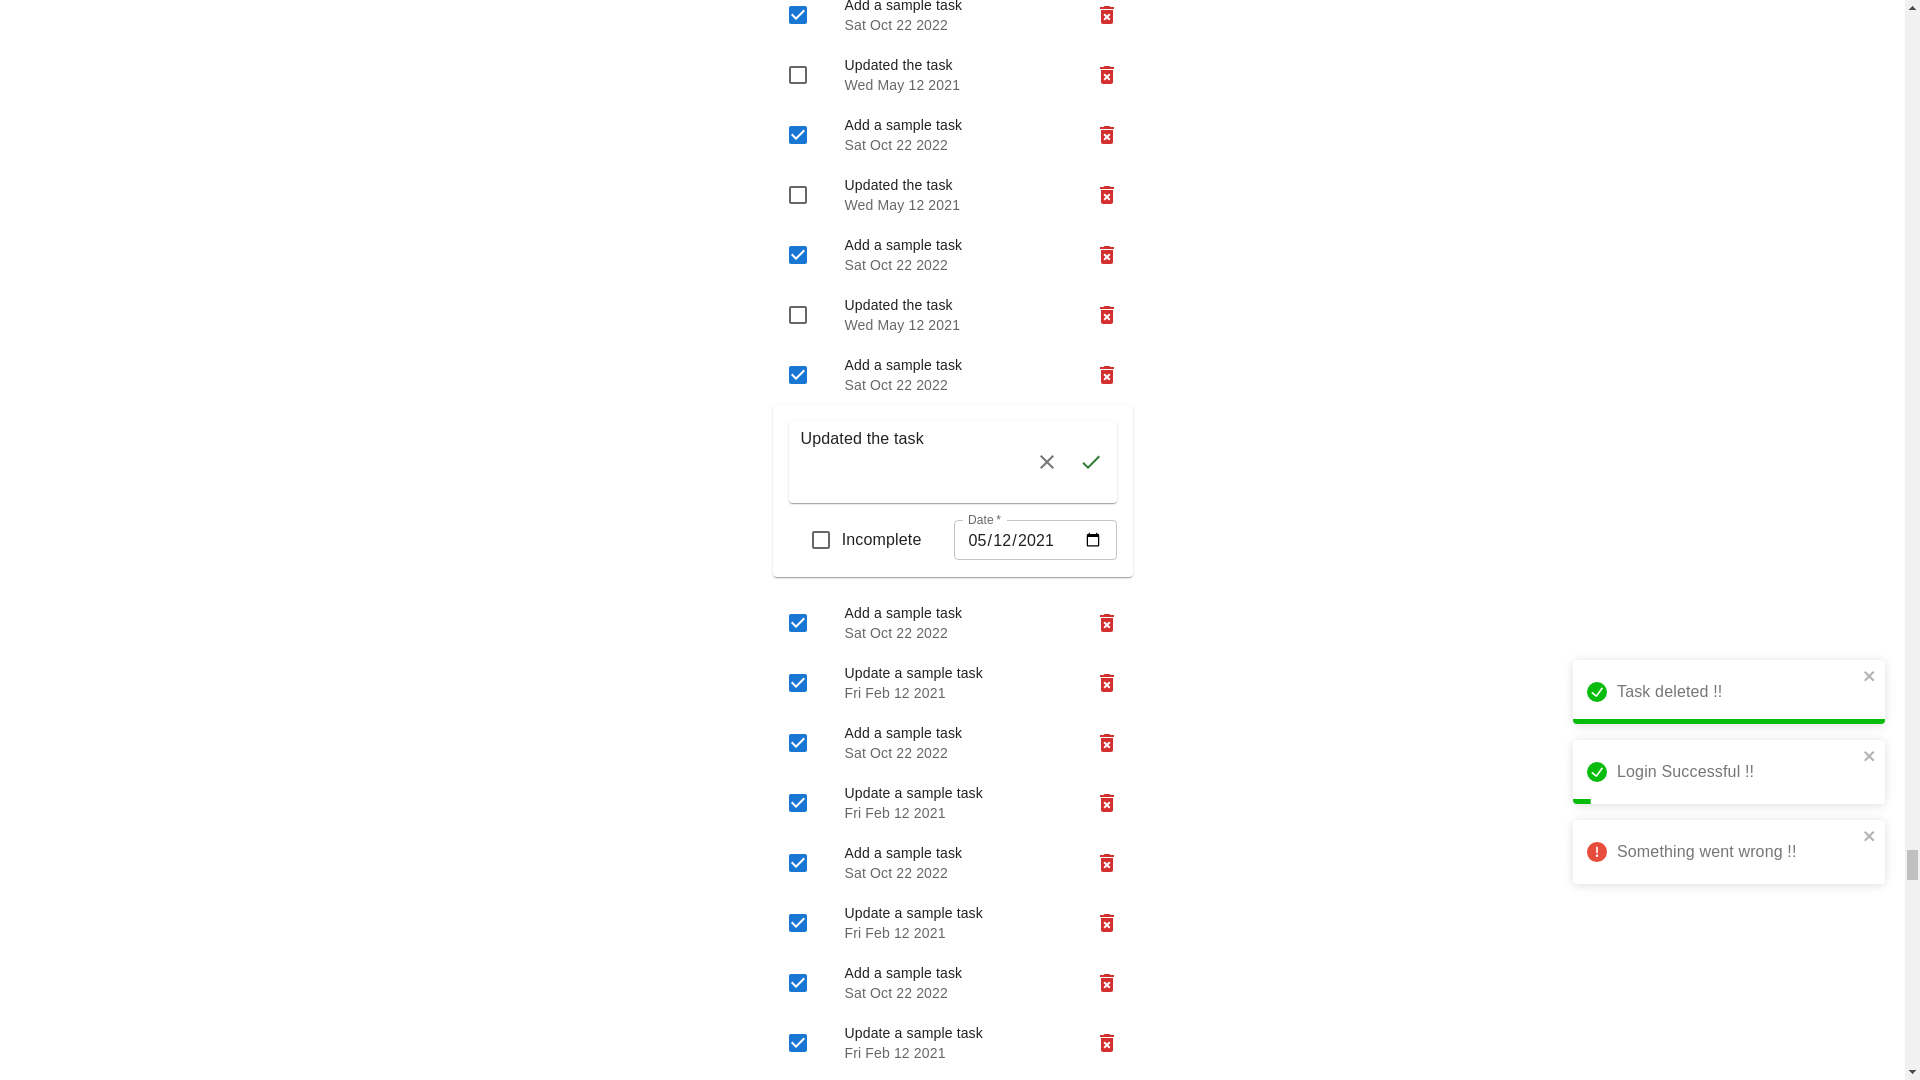 Add a sample task
Sat Oct 22 2022
Updated the task
Wed May 12 2021
Add a sample task
Sat Oct 22 2022
Updated the task
Wed May 12 2021
Add a sample task
Sat Oct 22 2022
Updated the task
Wed May 12 2021
Add a sample task
Sat Oct 22 2022
Updated the task
Incomplete
Date *
05/12/2021
Add a sample task
Sat Oct 22 2022
Update a sample task
Fri Feb 12 2021
Add a sample task
Sat Oct 22 2022
Update a sample task
Fri Feb 12 2021
Add a sample task
Sat Oct 22 2022
Update a sample task
Fri Feb 12 2021
Add a sample task
Sat Oct 22 2022
Update a sample task
Fri Feb 12 2021
Task deleted !!
Login Successful !!
Something went wrong !!